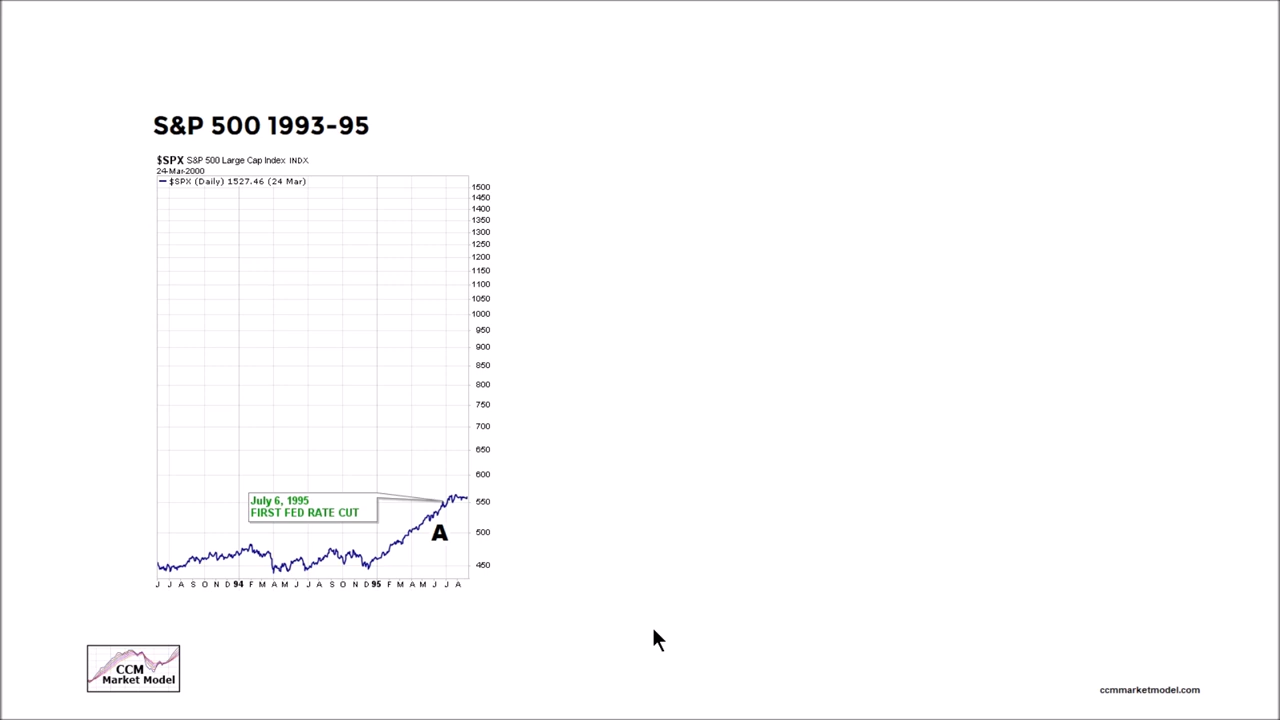 S&P 500 1993-95
$SPX S&P 500 Large Cap Index INDX
24-Mar-2000
$SPX (Daily) 1527.46 (24 Mar)
1500
1450
1400
1350
1300
1250
1200
1150
1100
1050
1000
950
900
850
800
750
700
650
600
550
500
450
July 6, 1995
FIRST FED RATE CUT
A
J J A S O N D 94 F M A M J J A S O N D 95 F M A M J J A
CCM
Market Model
ccmmarketmodel.com